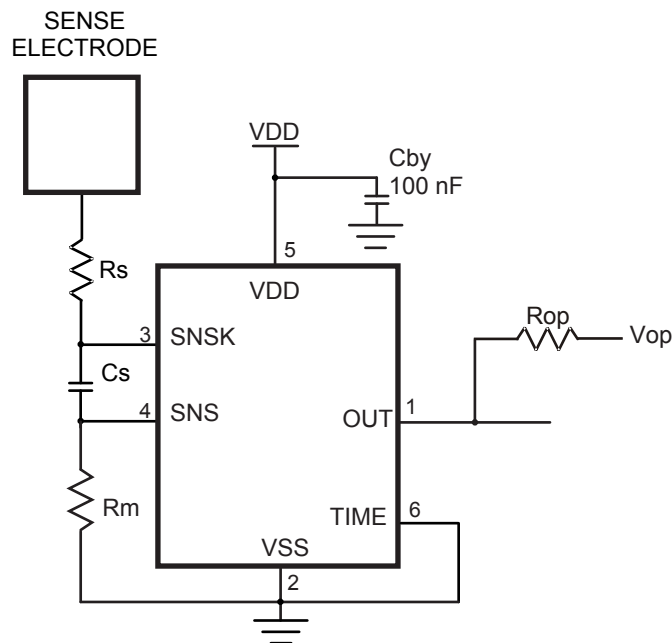 SENSE
ELECTRODE
VDD
Cby
100 nF
5
Rs
VDD
Rop
Vop
3
SNSK
Cs
4
SNS
1
OUT
Rm
6
TIME
VSS
2